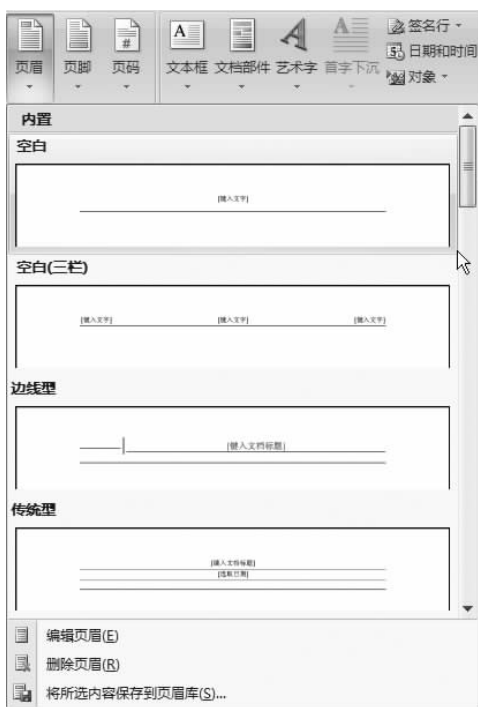 签名行
日期和时间
对象
页眉 页脚 页码 文本框 文档部件 艺术字 首字下沉
内置
空白
[键入文字]
空白(三栏)
[键入文字] [键入文字] [键入文字]
边线型
[键入文档标题]
传统型
[键入文档标题]
[选取日期]
编辑页眉(E)
删除页眉(R)
将所选内容保存到页眉库(S)...